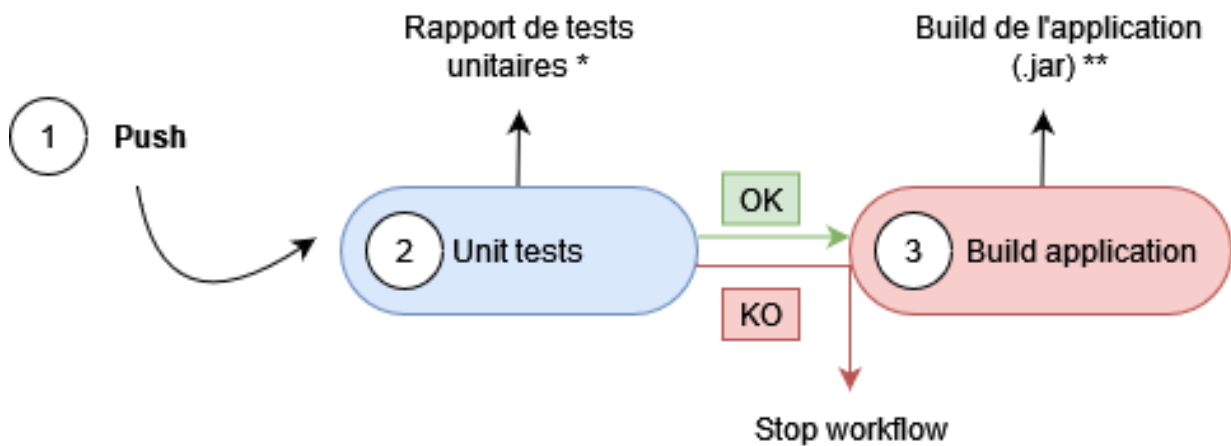 Rapport de tests
unitaires *
Build de l'application
(.jar) **
1
Push
OK
2
Unit tests
3
Build application
KO
Stop workflow